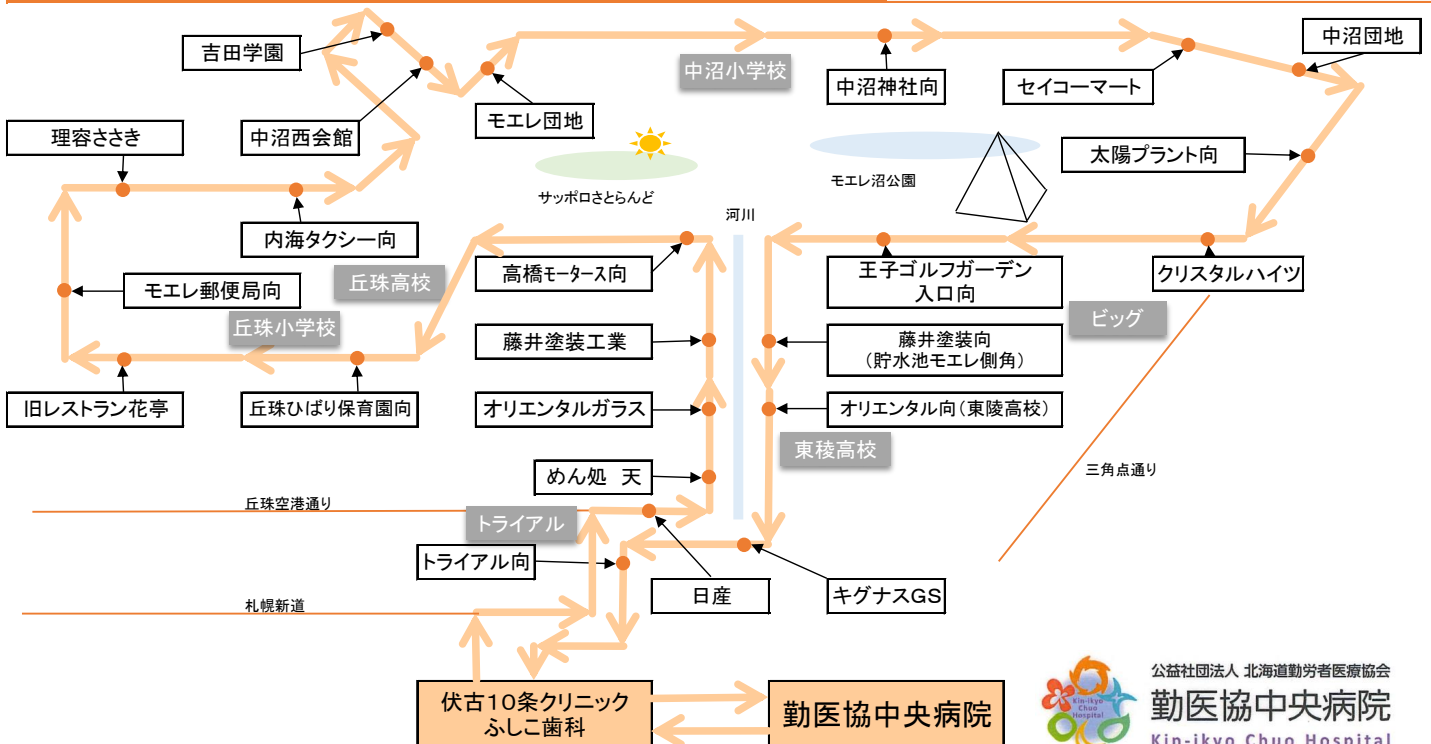 吉田学園
中沼小学校
中沼神社向
セイコーマート
中沼団地
理容ささき
中沼西会館
モエレ団地
太陽プラント向
サッポロさとらんど
モエレ沼公園
河川
内海タクシー向
丘珠高校
高橋モータース向
王子ゴルフガーデン
入口向
クリスタルハイツ
モエレ郵便局向
丘珠小学校
藤井塗装工業
藤井塗装向
(貯水池モエレ側角)
ビッグ
旧レストラン花亭
丘珠ひばり保育園向
オリエンタルガラス
オリエンタル向(東陵高校)
東稜高校
めん処 天
三角点通り
丘珠空港通り
トライアル
トライアル向
日産
キグナスGS
札幌新道
伏古10条クリニック
ふしこ歯科
勤医協中央病院
Kin-ikyo
Chuo
Hospital
公益社団法人 北海道勤労者医療協会
勤医協中央病院
Kin-ikyo Chuo Hospital